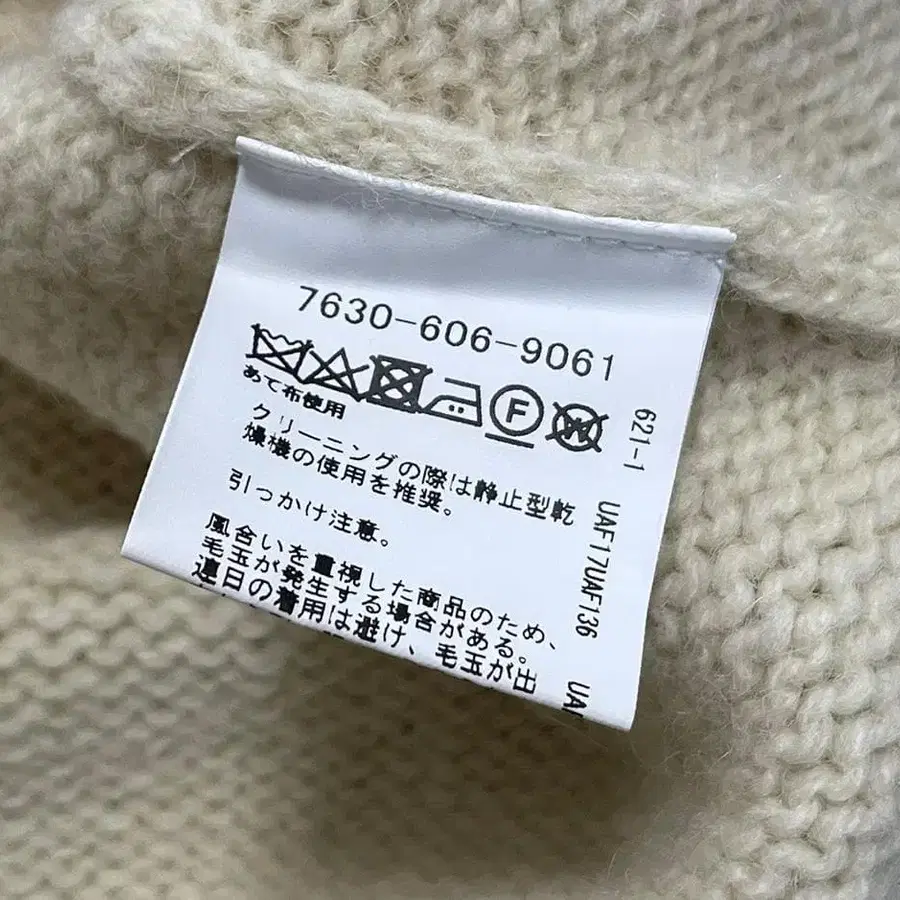 7630-606-9061
F
W
あて布使用
クリーニングの際は静止型乾
燥機の使用を推奨。
引っかけ注意。
風合いを重視した商品のため、
毛玉が発生する場合がある。
連日の着用は避け、毛玉が出
621-1 UAF17UAF136 UAF